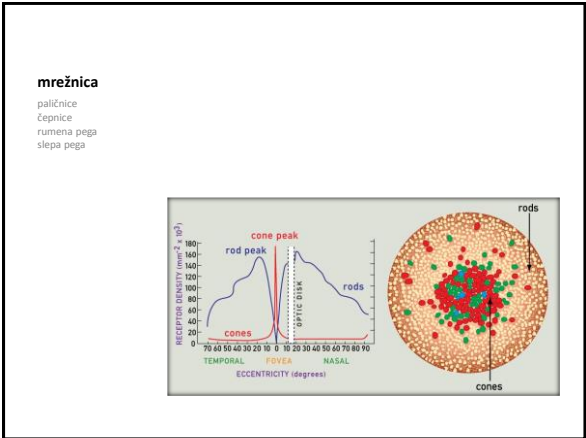 mrežnica
paličnice
čepnice
rumena pega
slepa pega
cone peak
rod peak
rods
cones
OPTIC DISK
RECEPTOR DENSITY (mm⁻² x 10³)
180
160
140
120
100
80
60
40
20
0
70 60 50 40 30 20 10 0 10 20 30 40 50 60 70 80 90
TEMPORAL FOVEA NASAL
ECCENTRICITY (degrees)
rods
cones